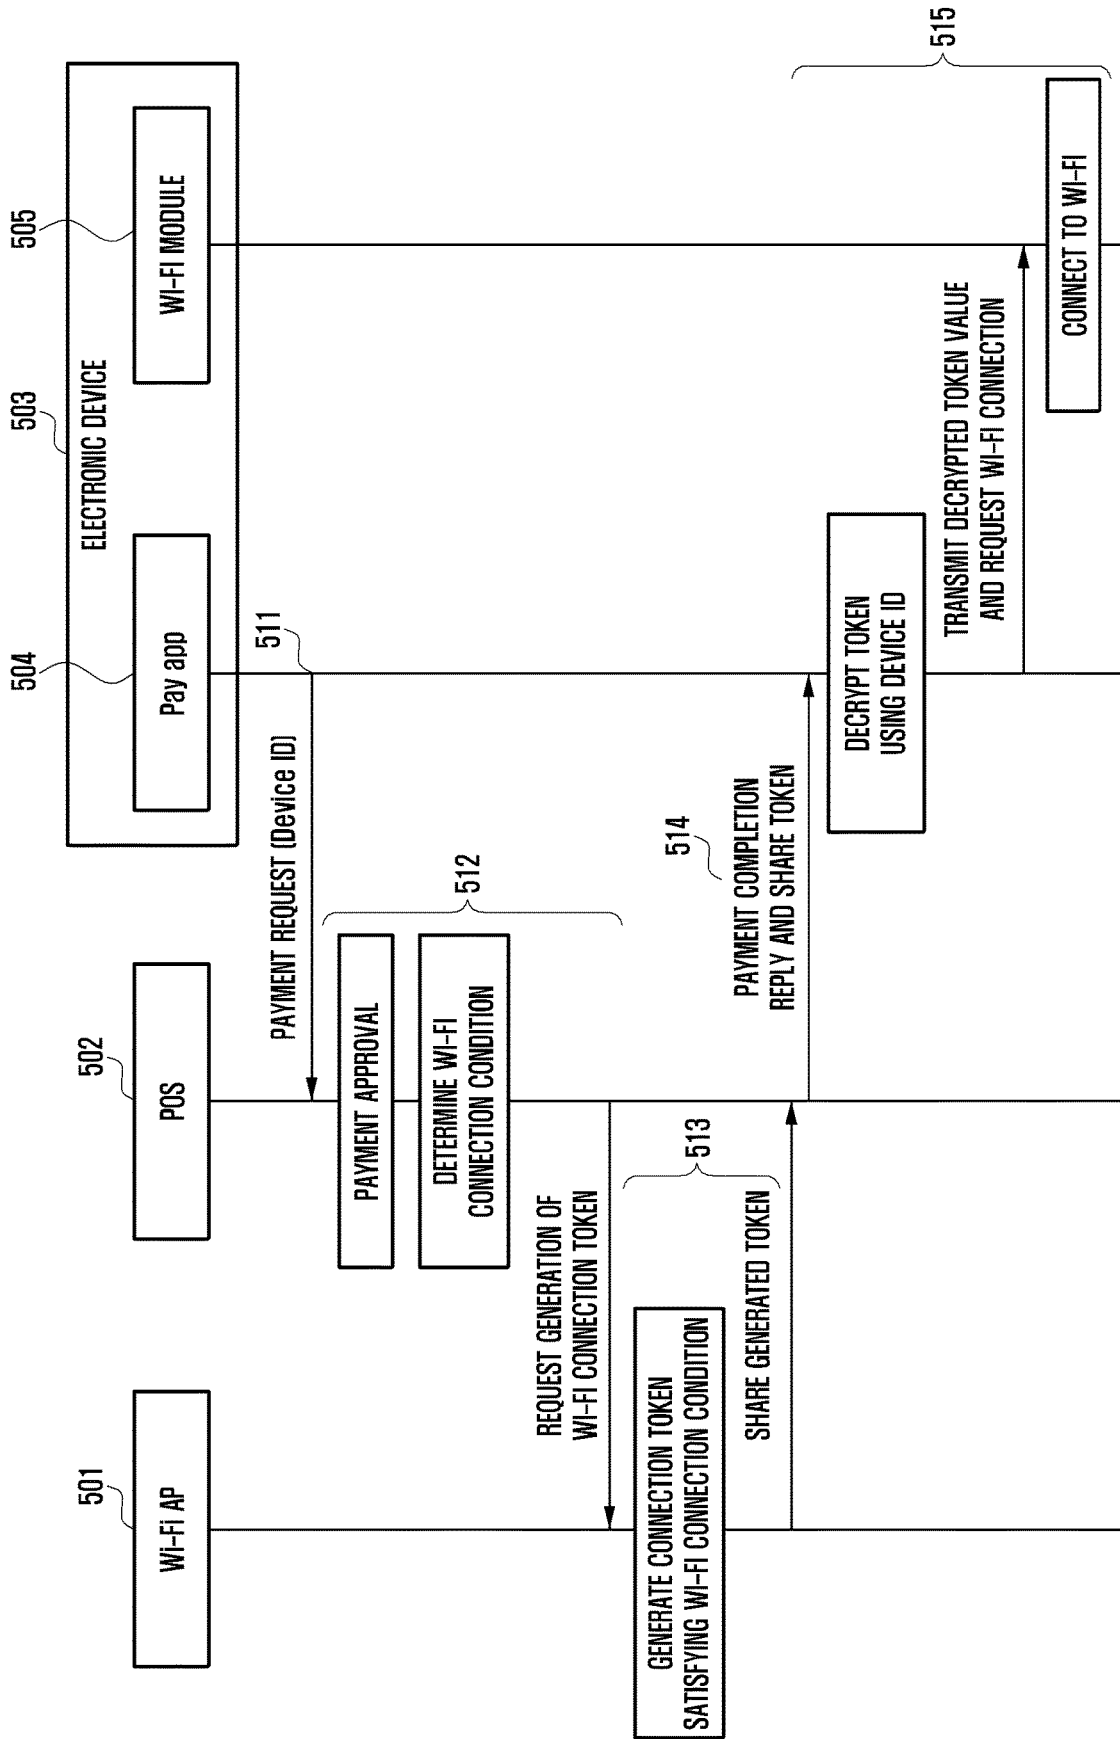 503
ELECTRONIC DEVICE
501
Wi-Fi AP
502
POS
504
Pay app
505
WI-FI MODULE
511
PAYMENT REQUEST (Device ID)
PAYMENT APPROVAL
DETERMINE WI-FI
CONNECTION CONDITION
512
REQUEST GENERATION OF
WI-FI CONNECTION TOKEN
GENERATE CONNECTION TOKEN
SATISFYING WI-FI CONNECTION CONDITION
513
SHARE GENERATED TOKEN
514
PAYMENT COMPLETION
REPLY AND SHARE TOKEN
DECRYPT TOKEN
USING DEVICE ID
TRANSMIT DECRYPTED TOKEN VALUE
AND REQUEST WI-FI CONNECTION
CONNECT TO WI-FI
515